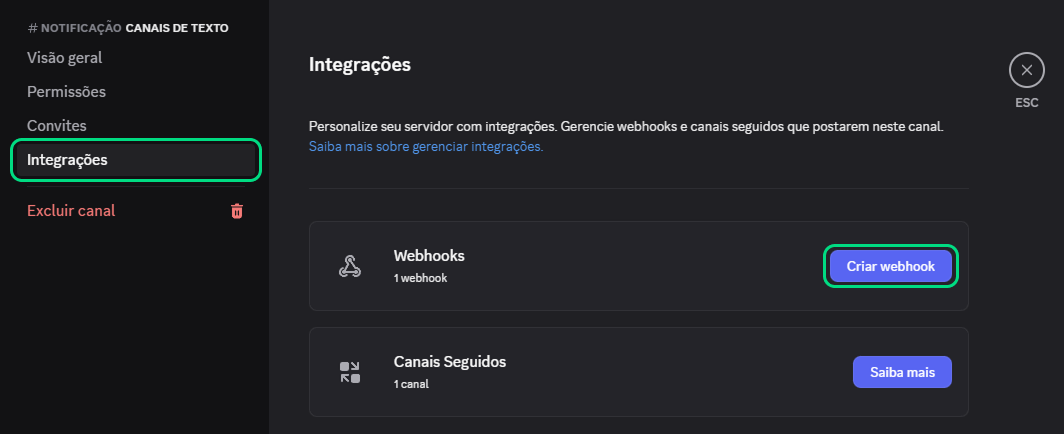 # NOTIFICAÇÃO CANAIS DE TEXTO
Visão geral
Permissões
Convites
Integrações
Excluir canal
Integrações
ESC
Personalize seu servidor com integrações. Gerencie webhooks e canais seguidos que postarem neste canal.
Saiba mais sobre gerenciar integrações.
Webhooks
1 webhook
Criar webhook
Canais Seguidos
1 canal
Saiba mais